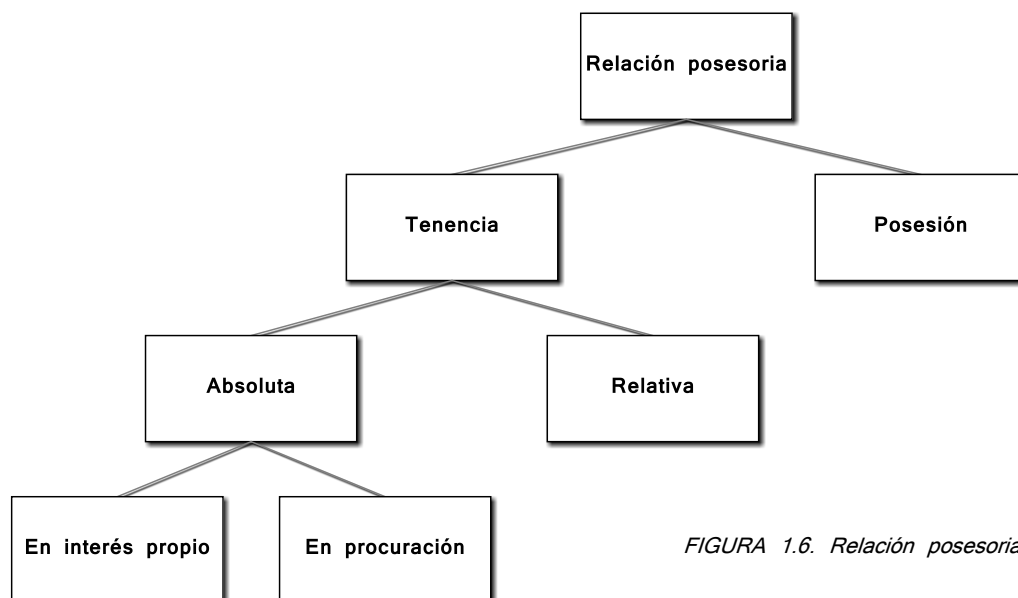 Relación posesoria
Tenencia
Posesión
Absoluta
Relativa
En interés propio
En procuración
FIGURA 1.6. Relación posesoria